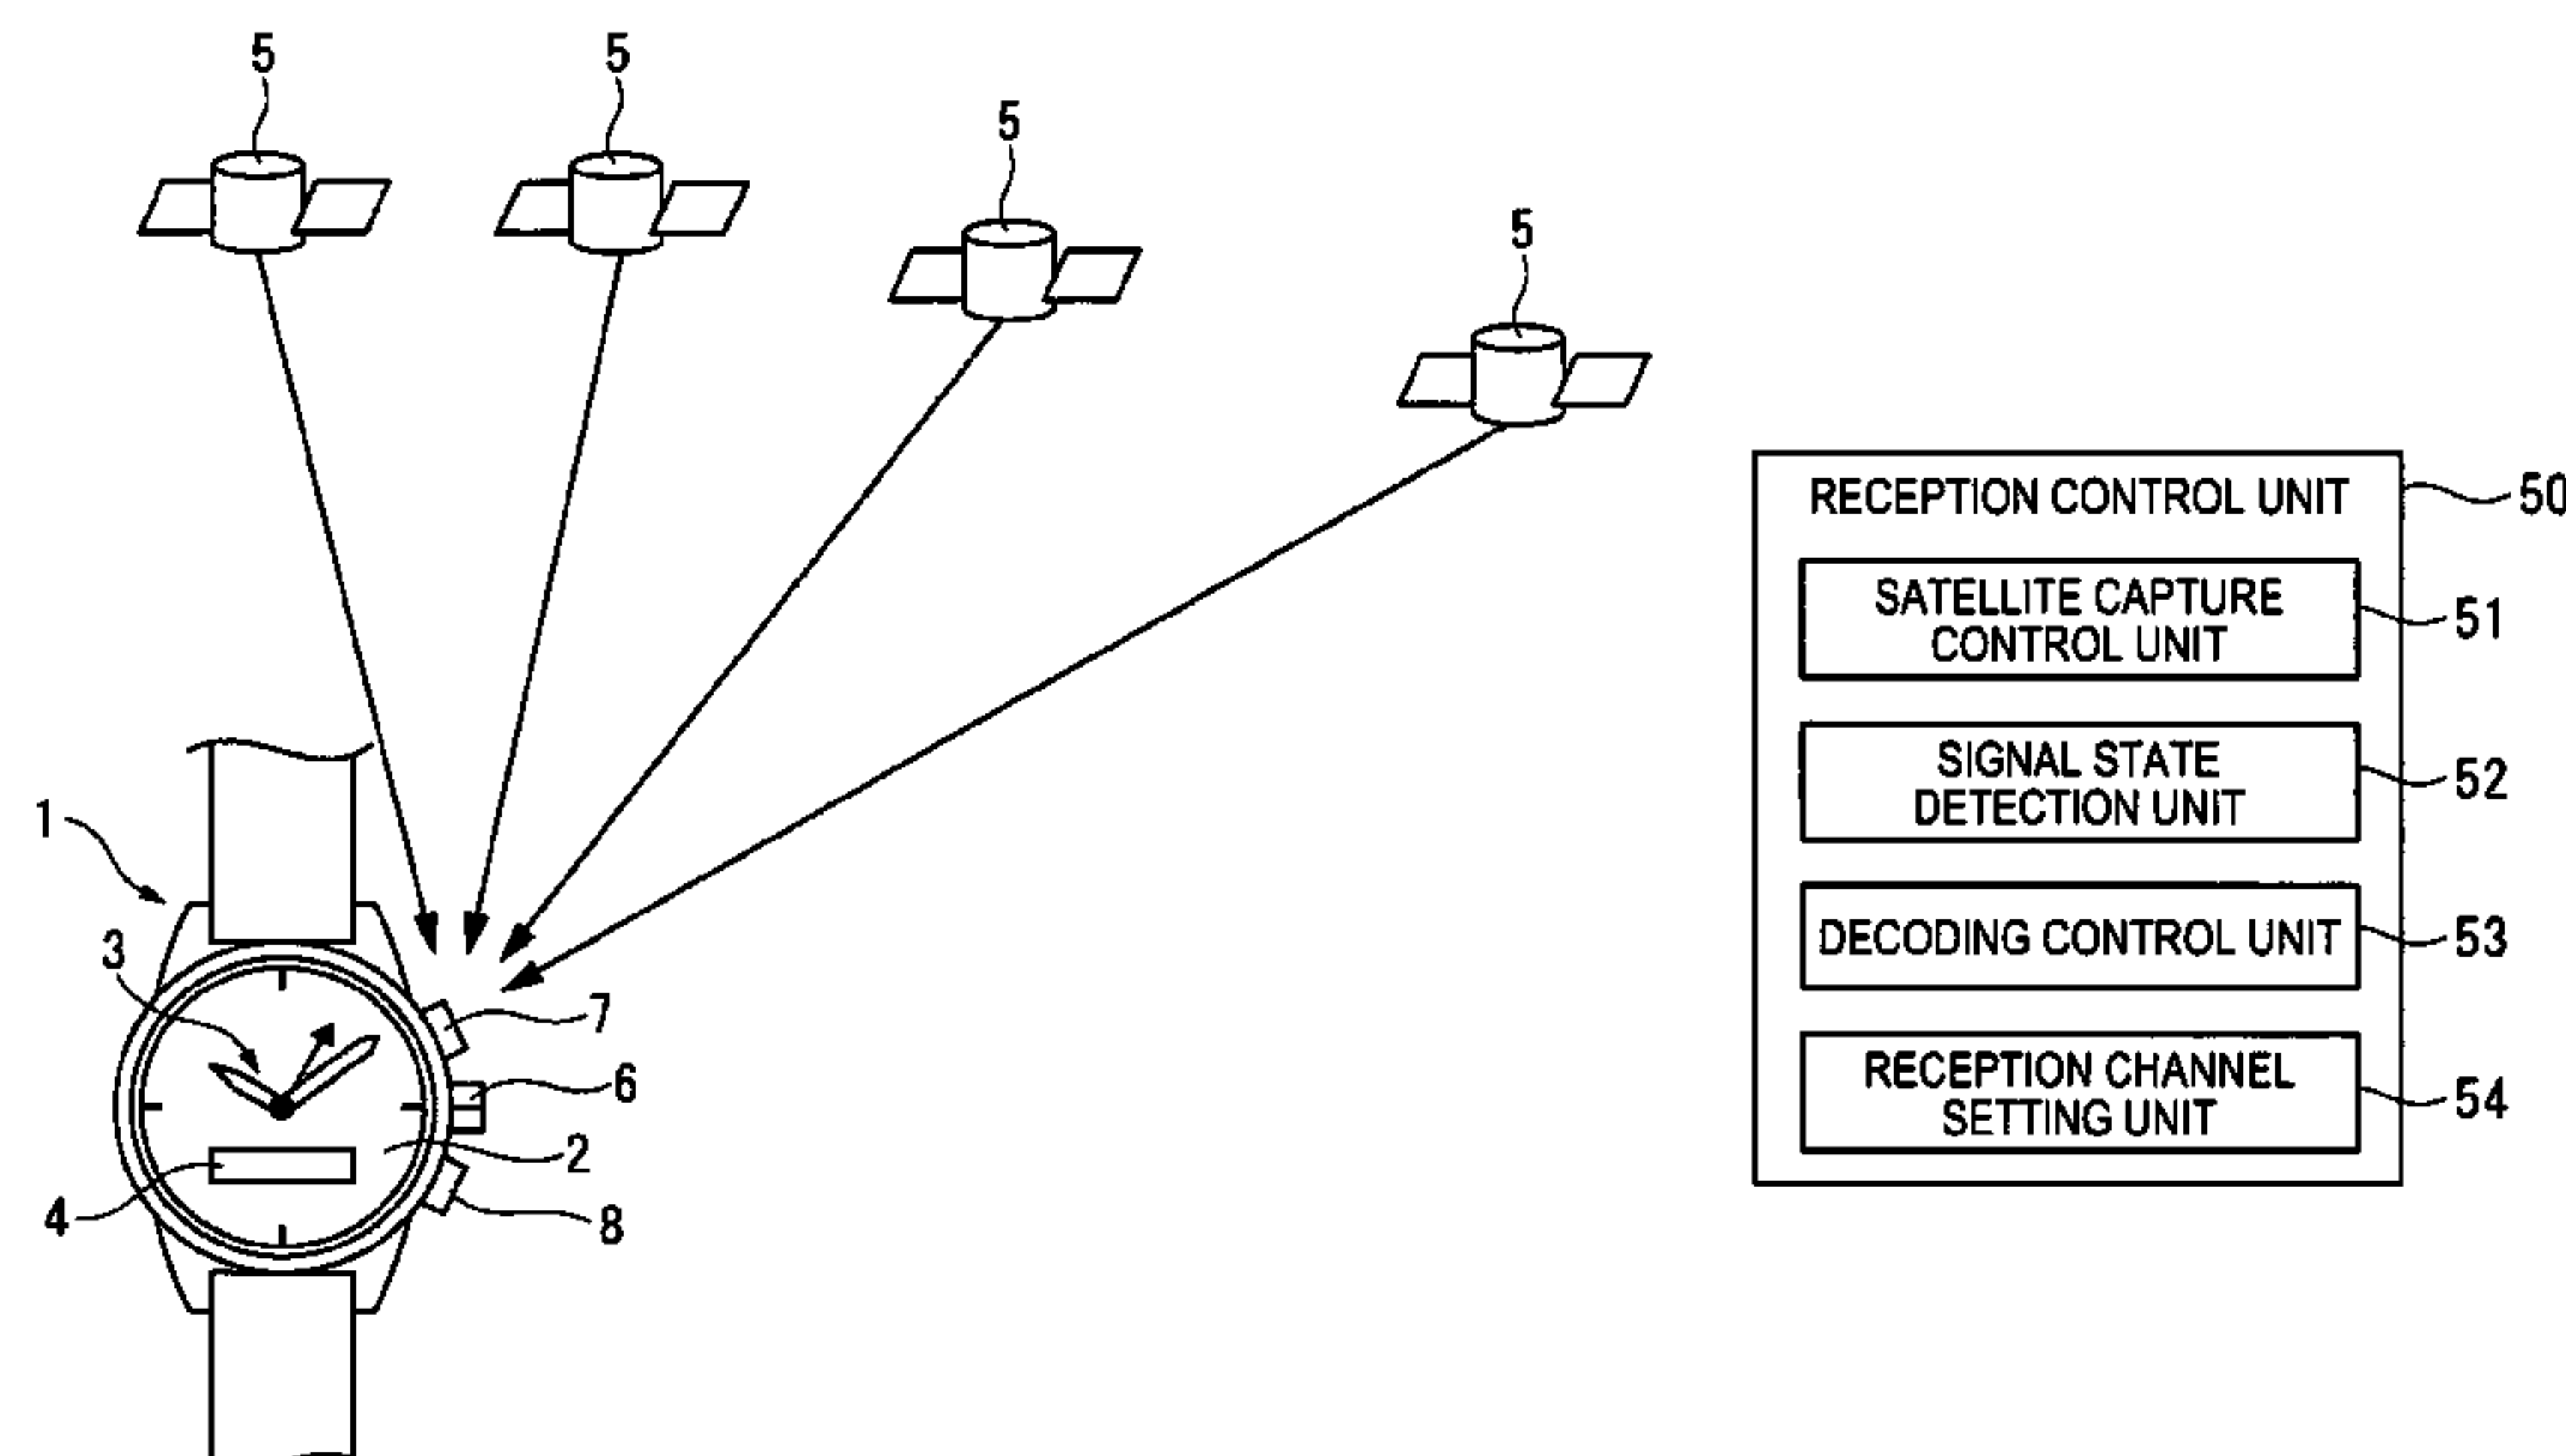 5
5
5
5
RECEPTION CONTROL UNIT
50
SATELLITE CAPTURE
CONTROL UNIT
51
SIGNAL STATE
DETECTION UNIT
52
DECODING CONTROL UNIT
53
RECEPTION CHANNEL
SETTING UNIT
54
1
3
7
6
2
4
8